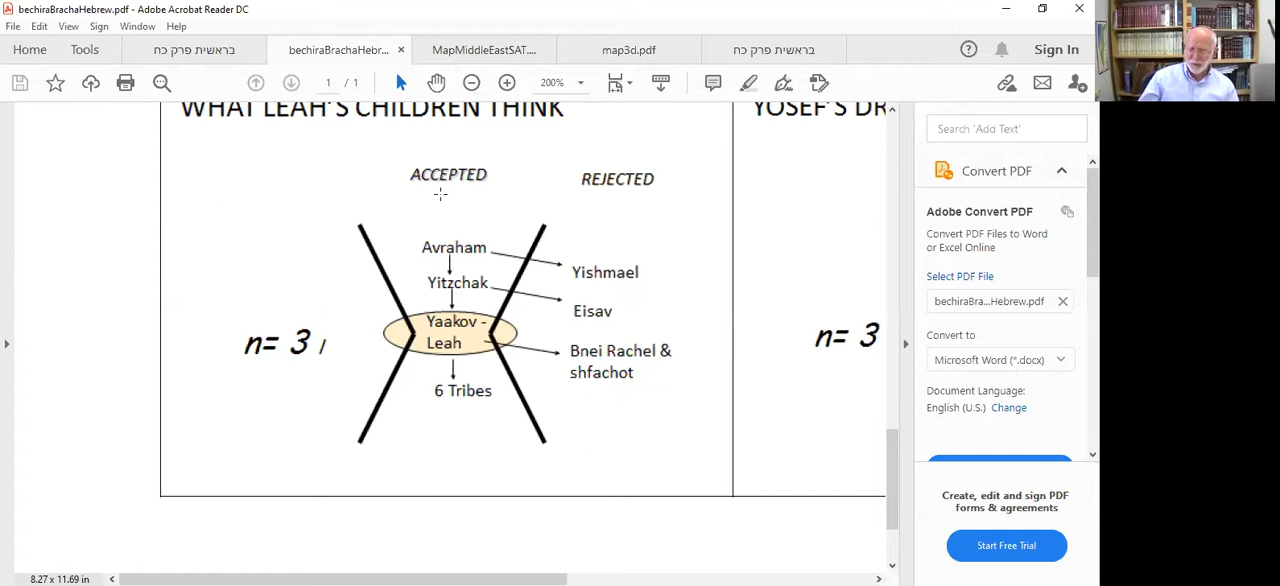 bechiraBrachaHebrew.pdf - Adobe Acrobat Reader DC
File Edit View Sign Window Help
Home Tools בראשית פרק כח bechiraBrachaHebr... × MapMiddleEastSAT.... map3d.pdf בראשית פרק כח Sign In
1 / 1 200%
WHAT LEAH'S CHILDREN THINK
YOSEF'S DR
ACCEPTED
REJECTED
Avraham
Yishmael
Yitzchak
Eisav
Yaakov -
Leah
n= 3 /
Bnei Rachel &
shfachot
6 Tribes
n= 3
8.27 x 11.69 in
Search 'Add Text'
Convert PDF
Adobe Convert PDF
Convert PDF Files to Word
or Excel Online
Select PDF File
bechiraBra...Hebrew.pdf
Convert to
Microsoft Word (*.docx)
Document Language:
English (U.S.) Change
Create, edit and sign PDF
forms & agreements
Start Free Trial